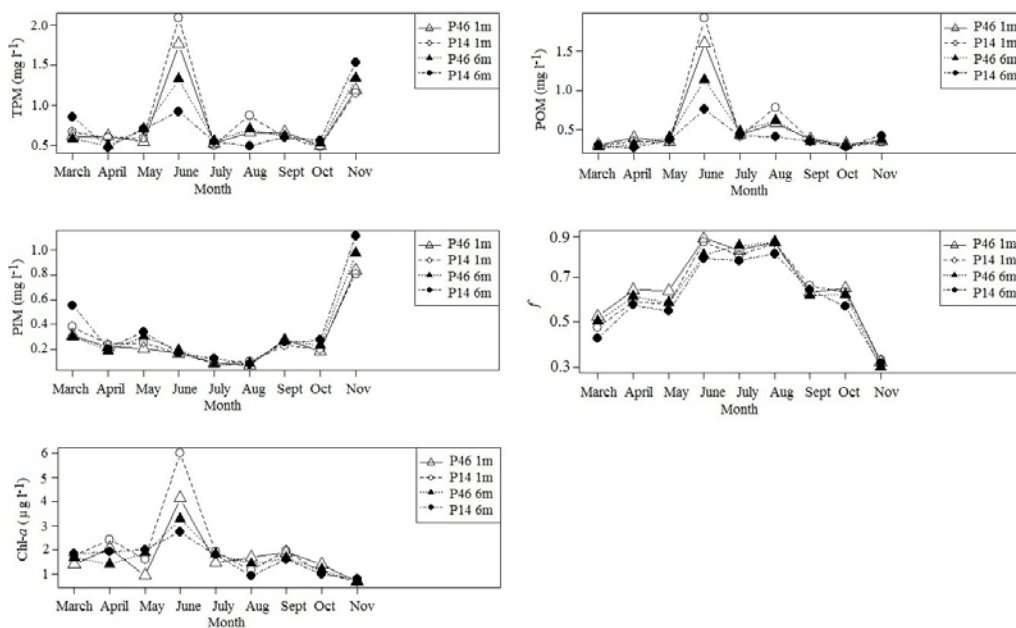 TPM (mg l⁻¹)
2.0
1.5
1.0
0.5
March April May June July Aug Sept Oct Nov
Month
P46 1m
P14 1m
P46 6m
P14 6m
POM (mg l⁻¹)
1.5
1.0
0.5
March April May June July Aug Sept Oct Nov
Month
P46 1m
P14 1m
P46 6m
P14 6m
PIM (mg l⁻¹)
1.0
0.8
0.6
0.4
0.2
March April May June July Aug Sept Oct Nov
Month
P46 1m
P14 1m
P46 6m
P14 6m
f
0.9
0.7
0.5
0.3
March April May June July Aug Sept Oct Nov
Month
P46 1m
P14 1m
P46 6m
P14 6m
Chl-a (µg l⁻¹)
6
5
4
3
2
1
March April May June July Aug Sept Oct Nov
Month
P46 1m
P14 1m
P46 6m
P14 6m